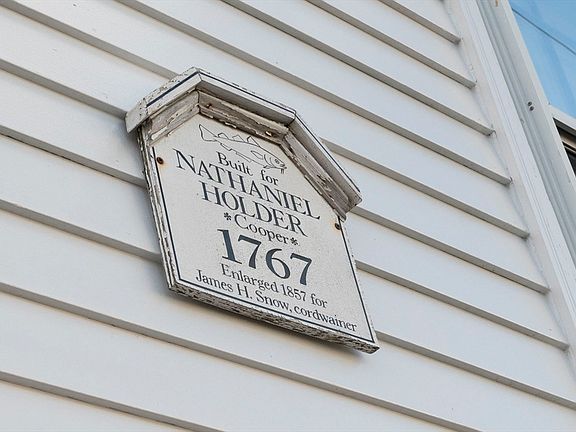 Built for
NATHANIEL
HOLDER
*Cooper*
1767
Enlarged 1857 for
James H. Snow, cordwainer